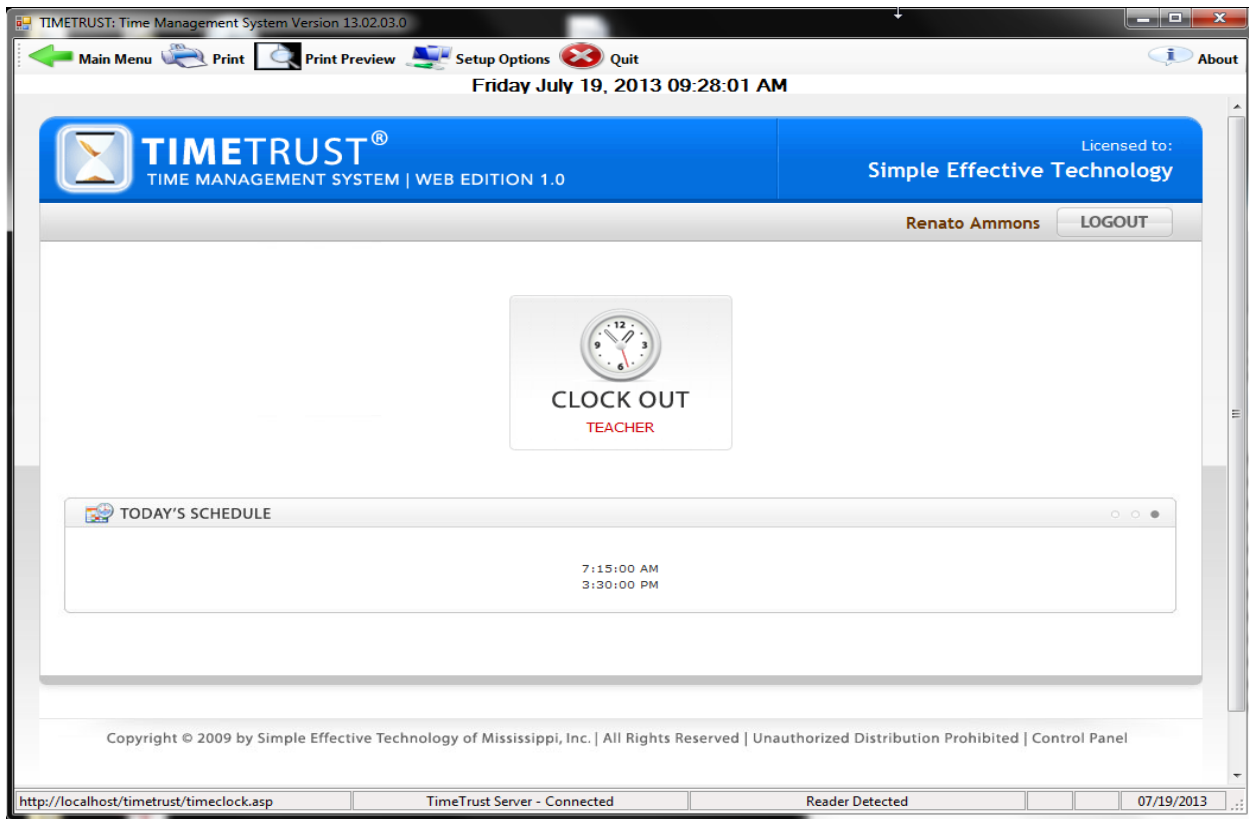 TIMETRUST: Time Management System Version 13.02.03.0
Main Menu Print Print Preview Setup Options Quit About
Friday July 19, 2013 09:28:01 AM
TIMETRUST®
TIME MANAGEMENT SYSTEM | WEB EDITION 1.0
Licensed to:
Simple Effective Technology
Renato Ammons LOGOUT
12
9 3
6
CLOCK OUT
TEACHER
TODAY'S SCHEDULE
7:15:00 AM
3:30:00 PM
Copyright © 2009 by Simple Effective Technology of Mississippi, Inc. | All Rights Reserved | Unauthorized Distribution Prohibited | Control Panel
http://localhost/timetrust/timeclock.asp TimeTrust Server - Connected Reader Detected 07/19/2013